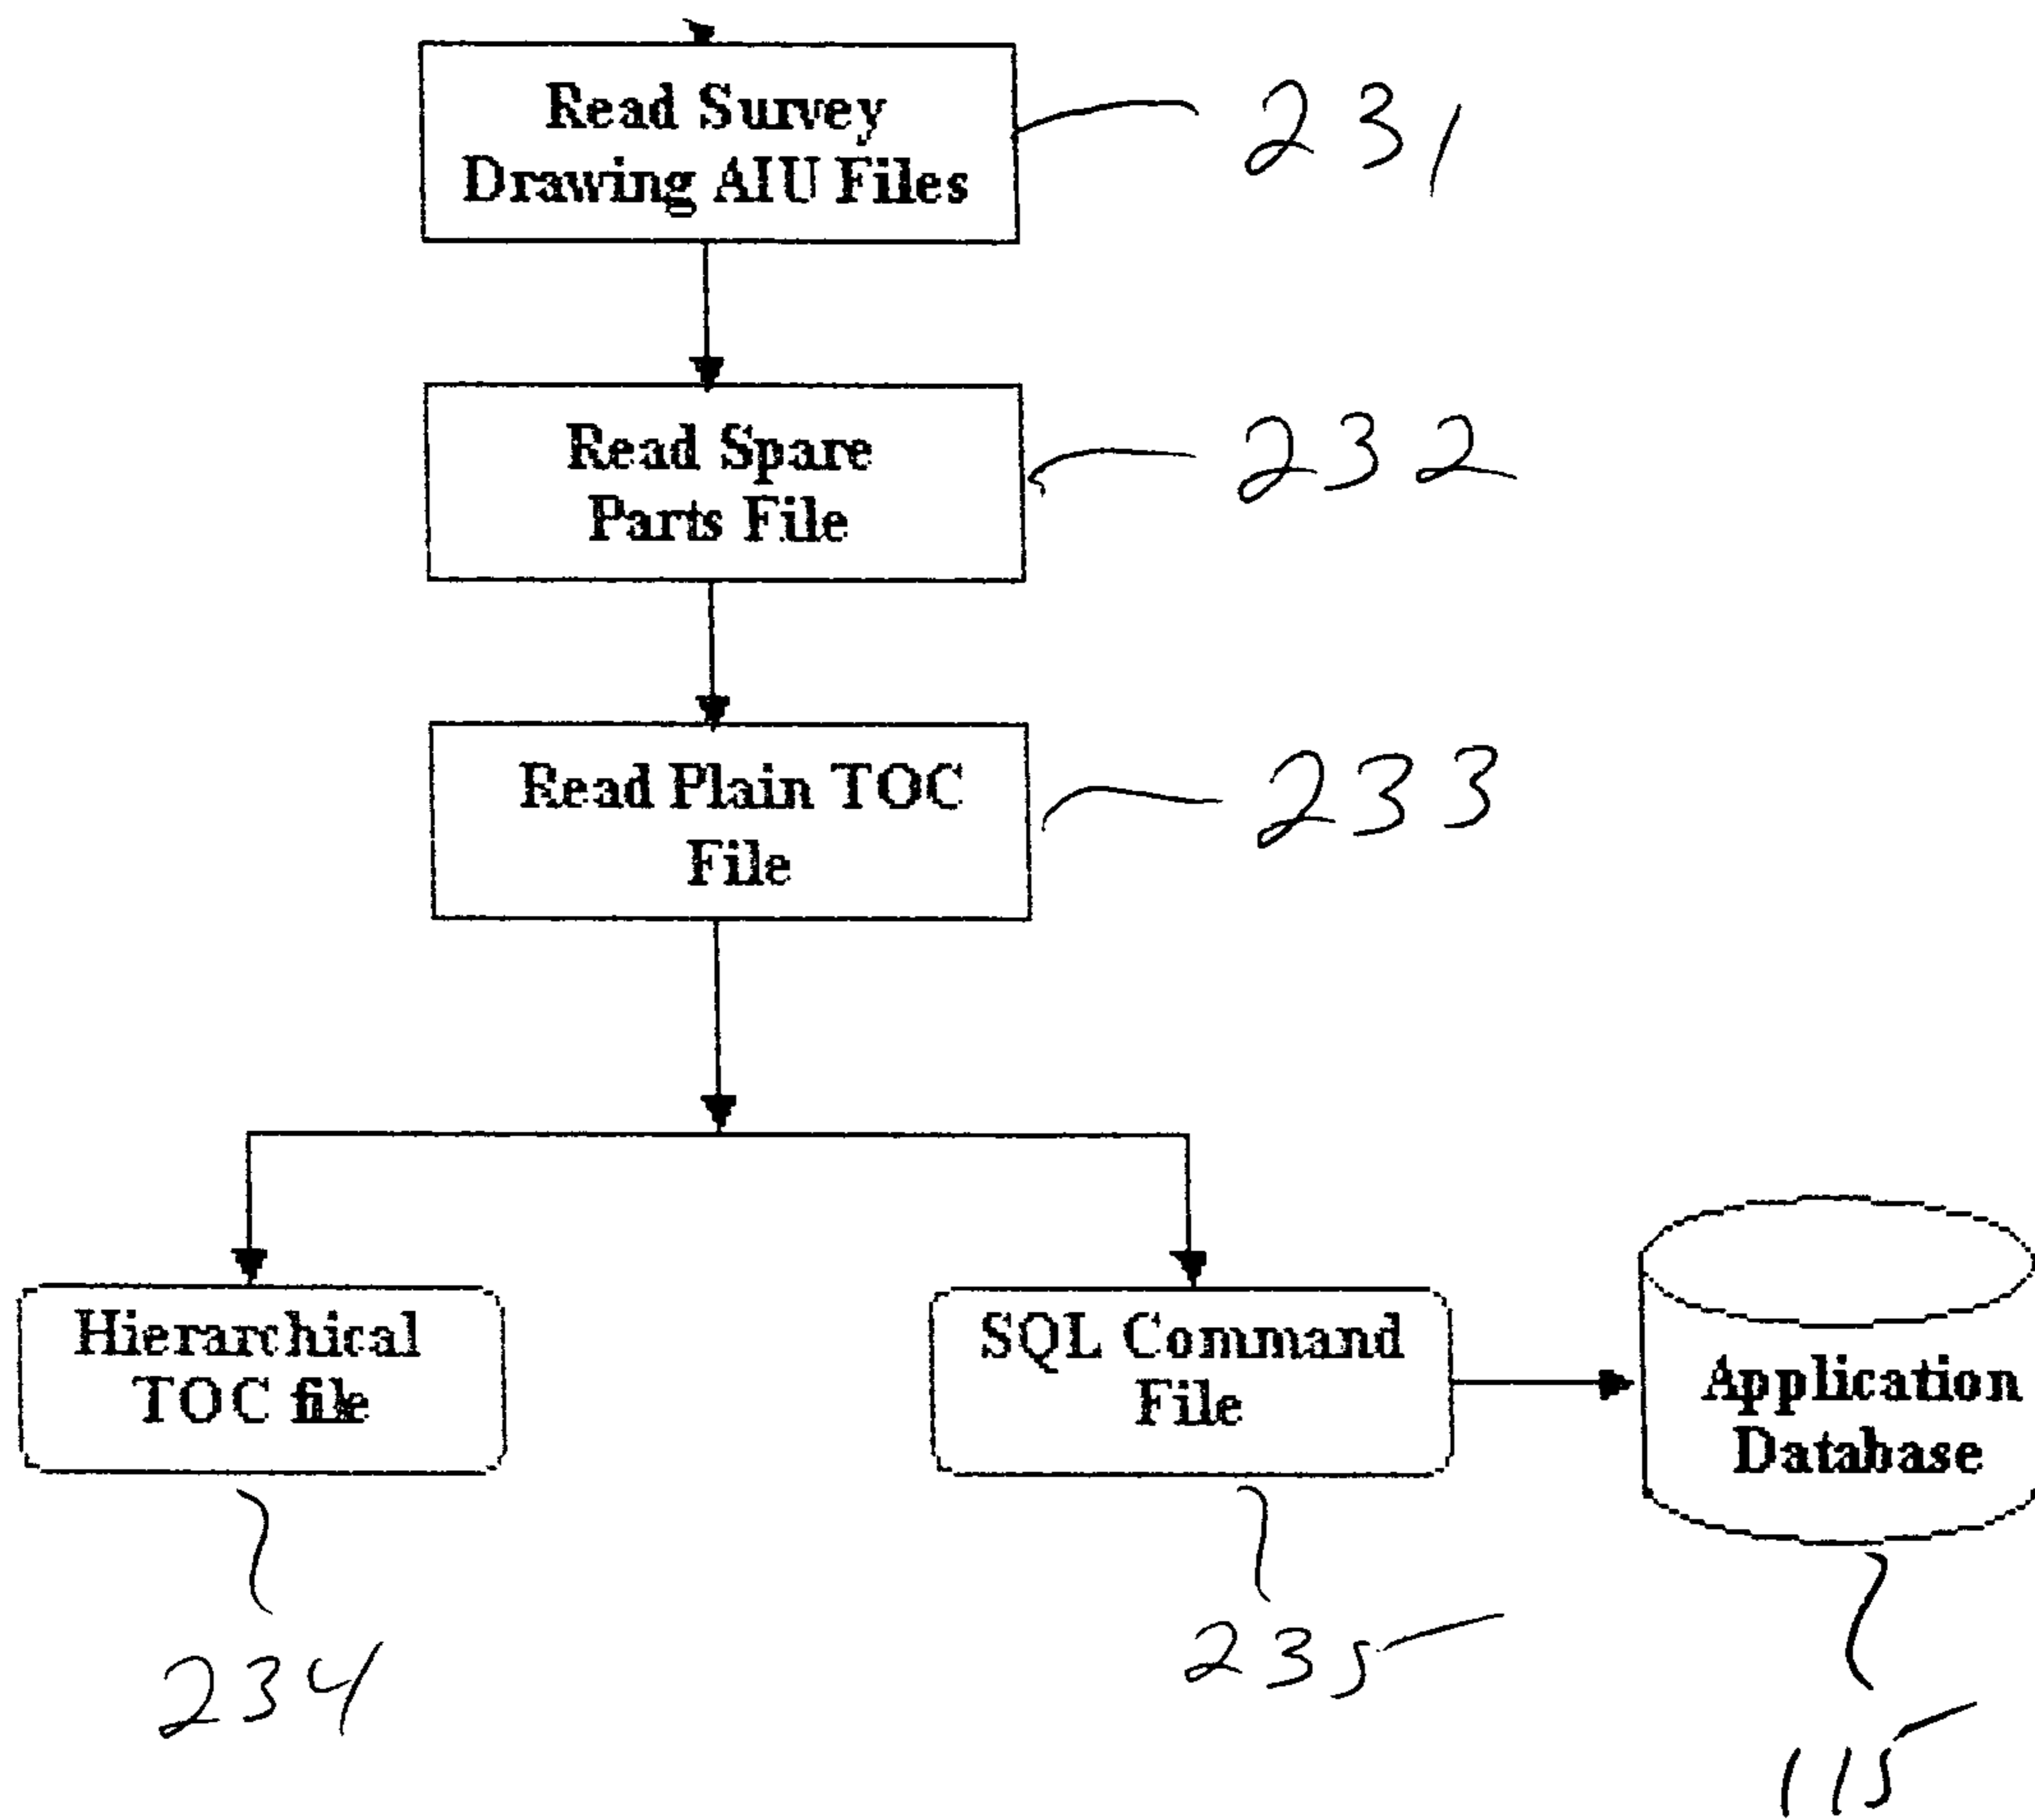 Read Survey
Drawing AIU Files
231
Read Spare
Parts File
232
Read Plain TOC
File
233
Hierarchical
TOC file
SQL Command
File
Application
Database
234
235
115